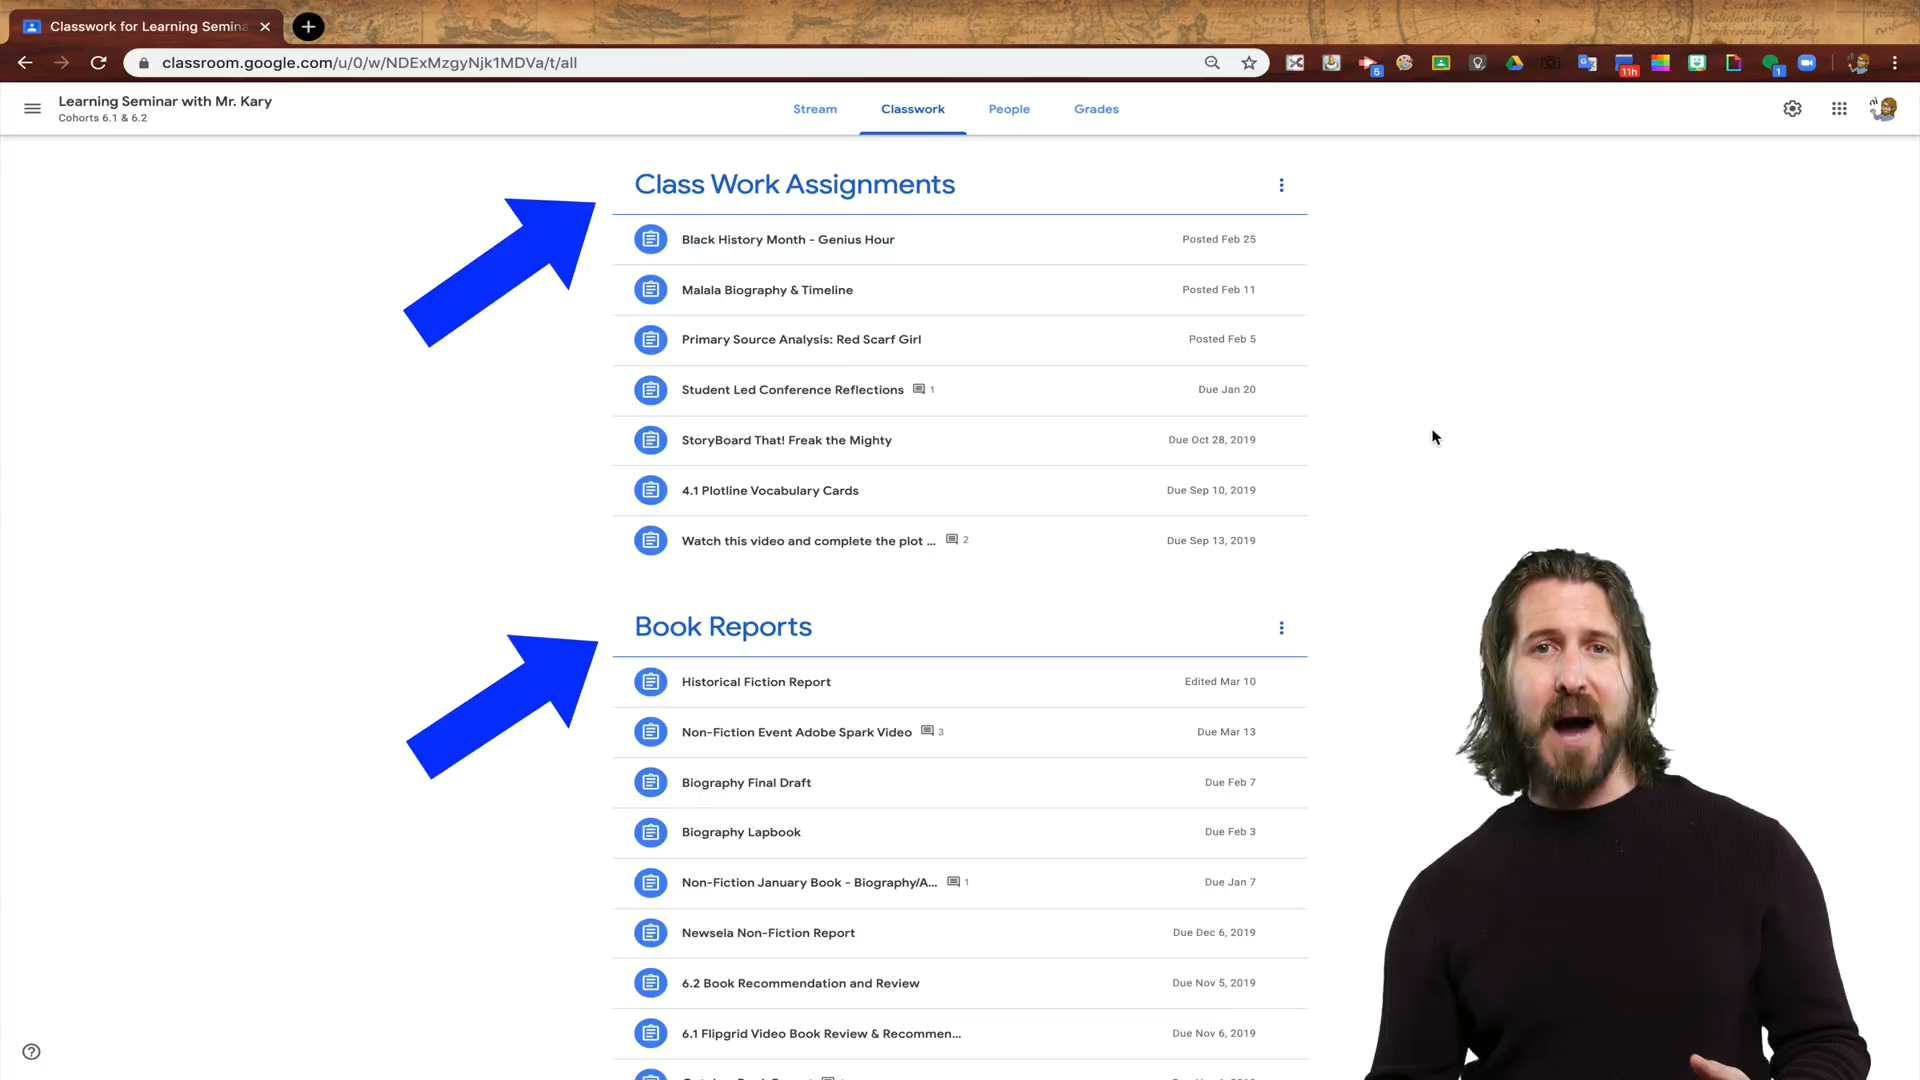 Classwork for Learning Semina
classroom.google.com/u/0/w/NDExMzgyNjk1MDVa/t/all
5
11h
1
Learning Seminar with Mr. Kary
Cohorts 6.1 & 6.2
Stream
Classwork
People
Grades
Class Work Assignments
Black History Month - Genius Hour
Posted Feb 25
Malala Biography & Timeline
Posted Feb 11
Primary Source Analysis: Red Scarf Girl
Posted Feb 5
Student Led Conference Reflections 1
Due Jan 20
StoryBoard That! Freak the Mighty
Due Oct 28, 2019
4.1 Plotline Vocabulary Cards
Due Sep 10, 2019
Watch this video and complete the plot ... 2
Due Sep 13, 2019
Book Reports
Historical Fiction Report
Edited Mar 10
Non-Fiction Event Adobe Spark Video 3
Due Mar 13
Biography Final Draft
Due Feb 7
Biography Lapbook
Due Feb 3
Non-Fiction January Book - Biography/A... 1
Due Jan 7
Newsela Non-Fiction Report
Due Dec 6, 2019
6.2 Book Recommendation and Review
Due Nov 5, 2019
6.1 Flipgrid Video Book Review & Recommen...
Due Nov 6, 2019